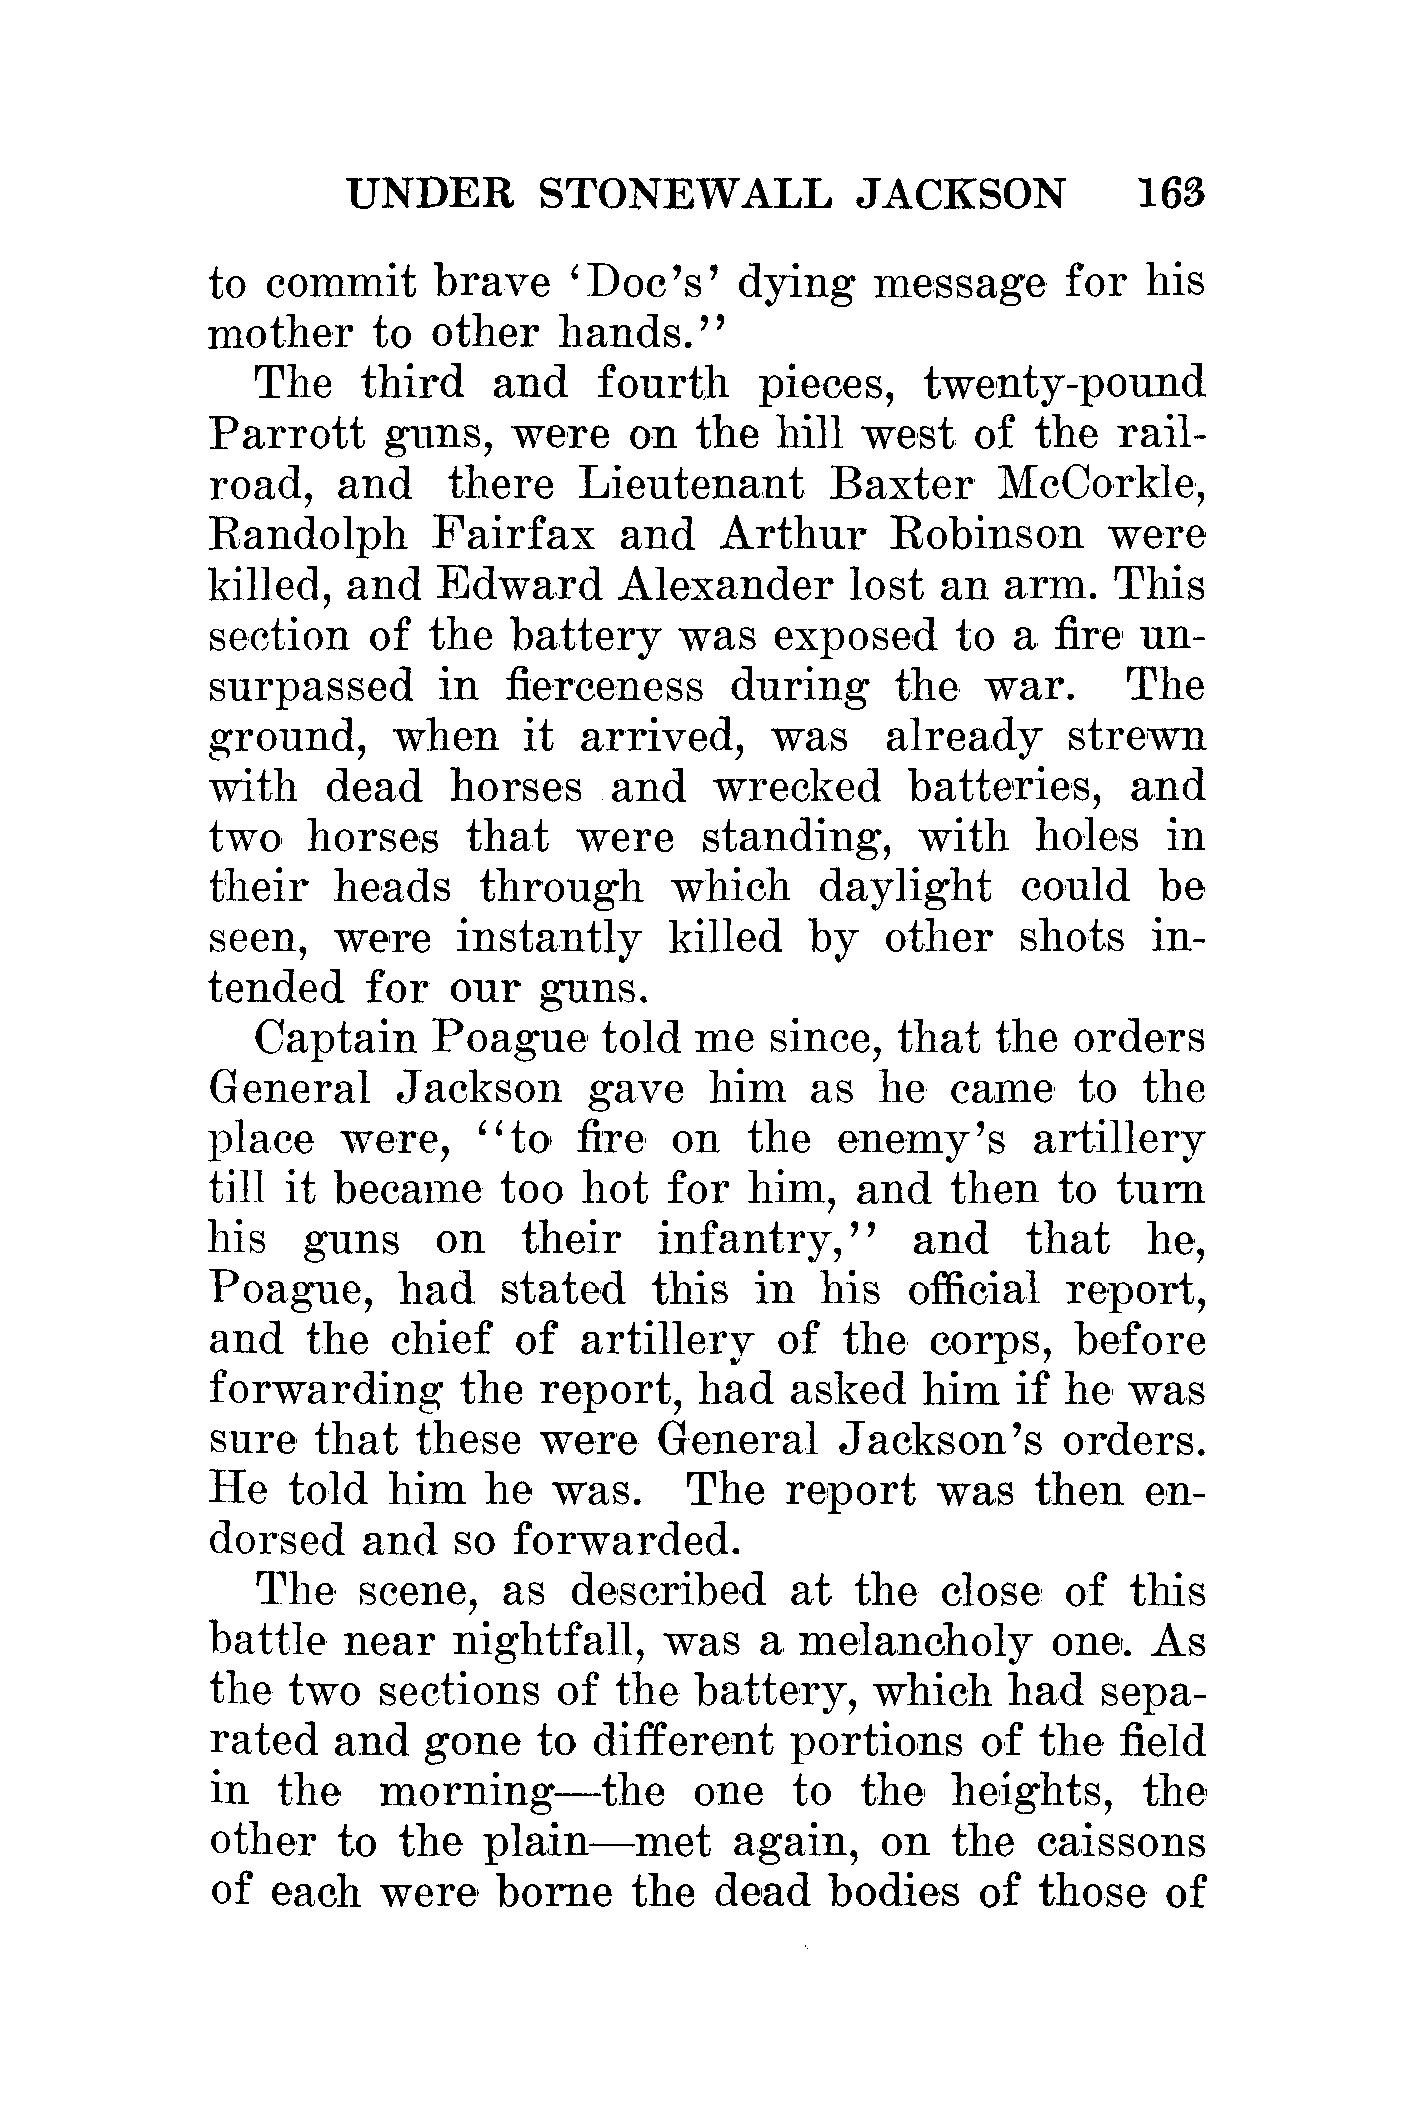 UNDER STONEWALL JACKSON 163
to commit brave 'Doc's' dying message for his
mother to other hands.''
The third and fourth pieces, twenty-pound
Parrott guns, were on the hill west of the rail-
road, and there Lieutenant Baxter McCorkle,
Randolph Fairfax and Arthur Robinson were
killed, and Edward Alexander lost an arm. This
section of the battery was exposed to a fire un-
surpassed in fierceness during the war. The
ground, when it arrived, was already strewn
with dead horses and wrecked batteries, and
two horses that were standing, with holes in
their heads through which daylight could be
seen, were instantly killed by other shots in-
tended for our guns.
Captain Poague told me since, that the orders
General Jackson gave him as he came to the
place were, ''to fire on the enemy's artillery
till it became too hot for him, and then to turn
his guns on their infantry,'' and that he,
Poague, had stated this in his official report,
and the chief of artillery of the corps, before
forwarding the report, had asked him if he was
sure that these were General Jackson's orders.
He told him he was. The report was then en-
dorsed and so forwarded.
The scene, as described at the close of this
battle near nightfall, was a melancholy one. As
the two sections of the battery, which had sepa-
rated and gone to different portions of the field
in the morning—the one to the heights, the
other to the plain—met again, on the caissons
of each were borne the dead bodies of those of